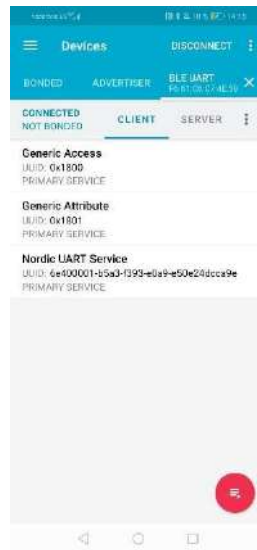 Devices
DISCONNECT
BONDED
ADVERTISER
BLE UART
CONNECTED
NOT BONDED
CLIENT
SERVER
Generic Access
UUID: 0x1800
PRIMARY SERVICE
Generic Attribute
UUID: 0x1801
PRIMARY SERVICE
Nordic UART Service
UUID: 6e400001-b5a3-f393-e0a9-e50e24dcca9e
PRIMARY SERVICE